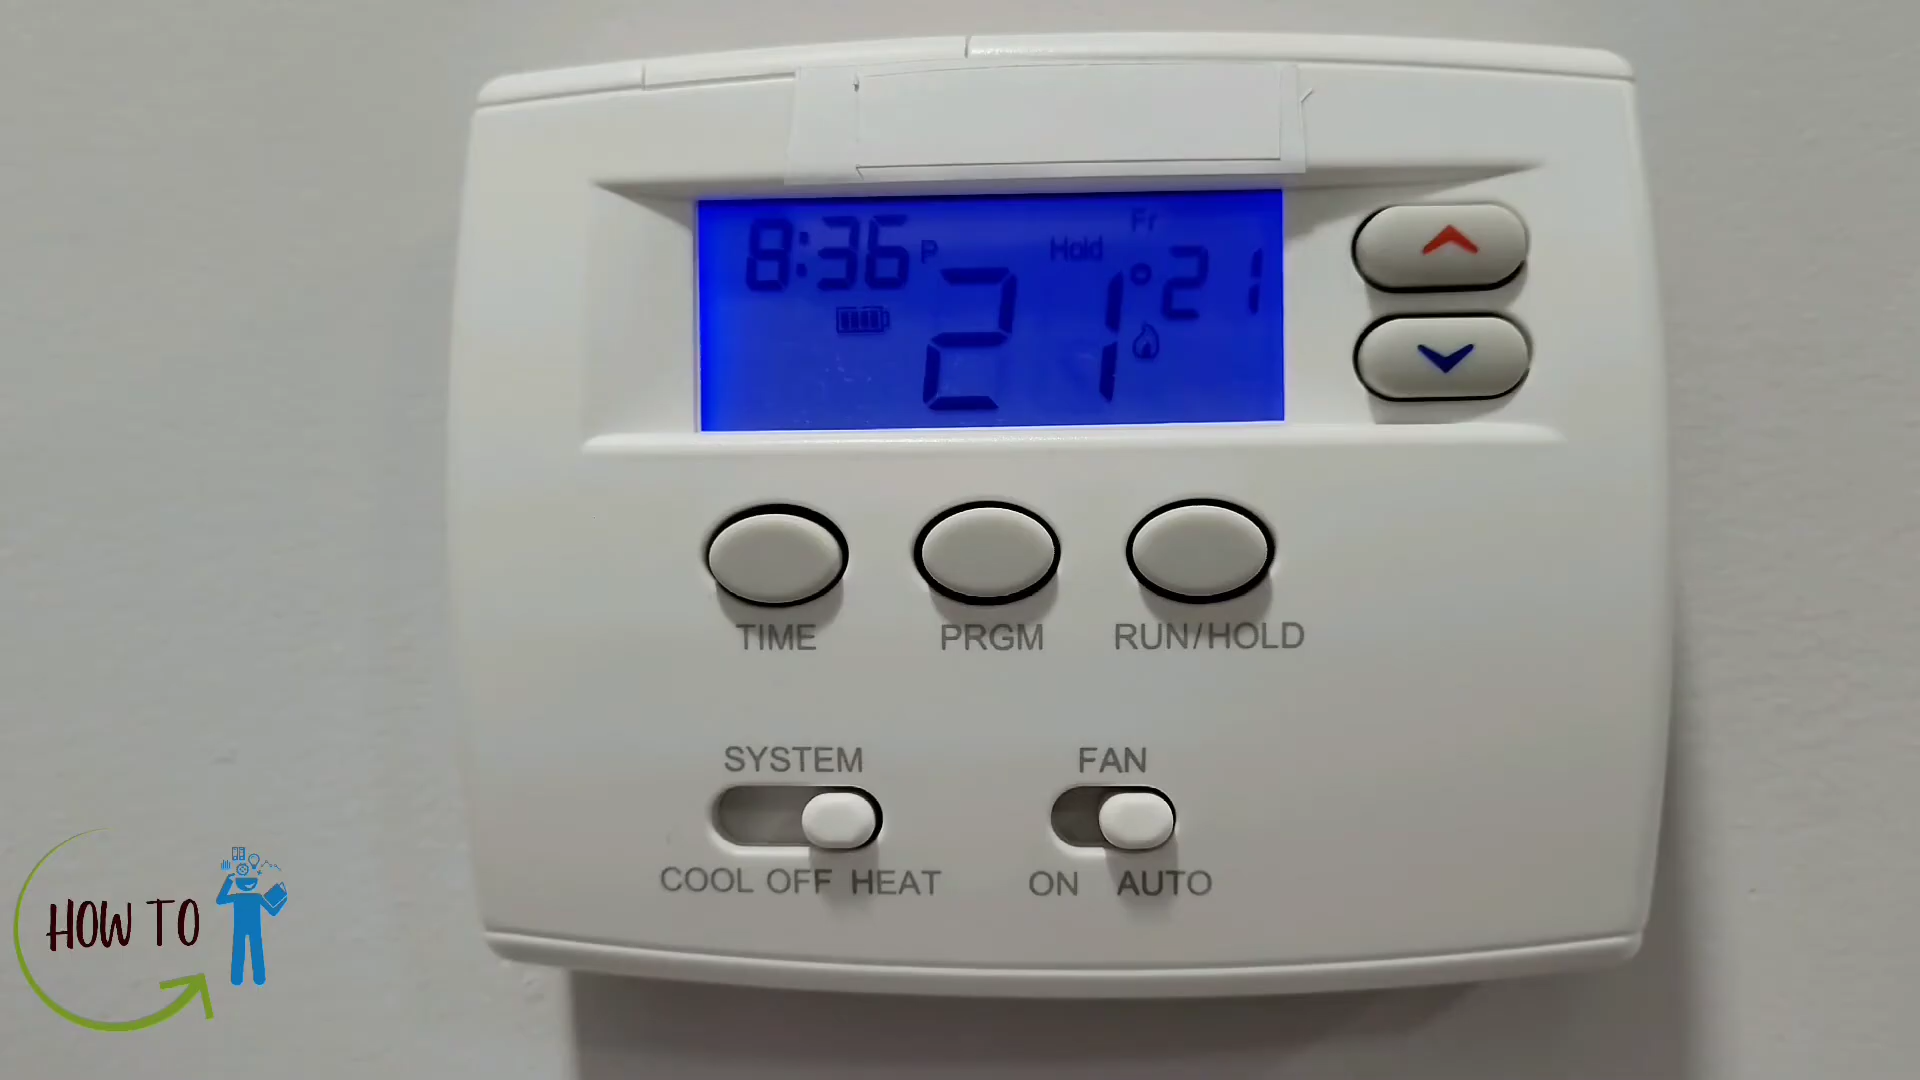 Fr
8:36 P Hold
21° 21
TIME PRGM RUN/HOLD
SYSTEM FAN
COOL OFF HEAT ON AUTO
HOW TO